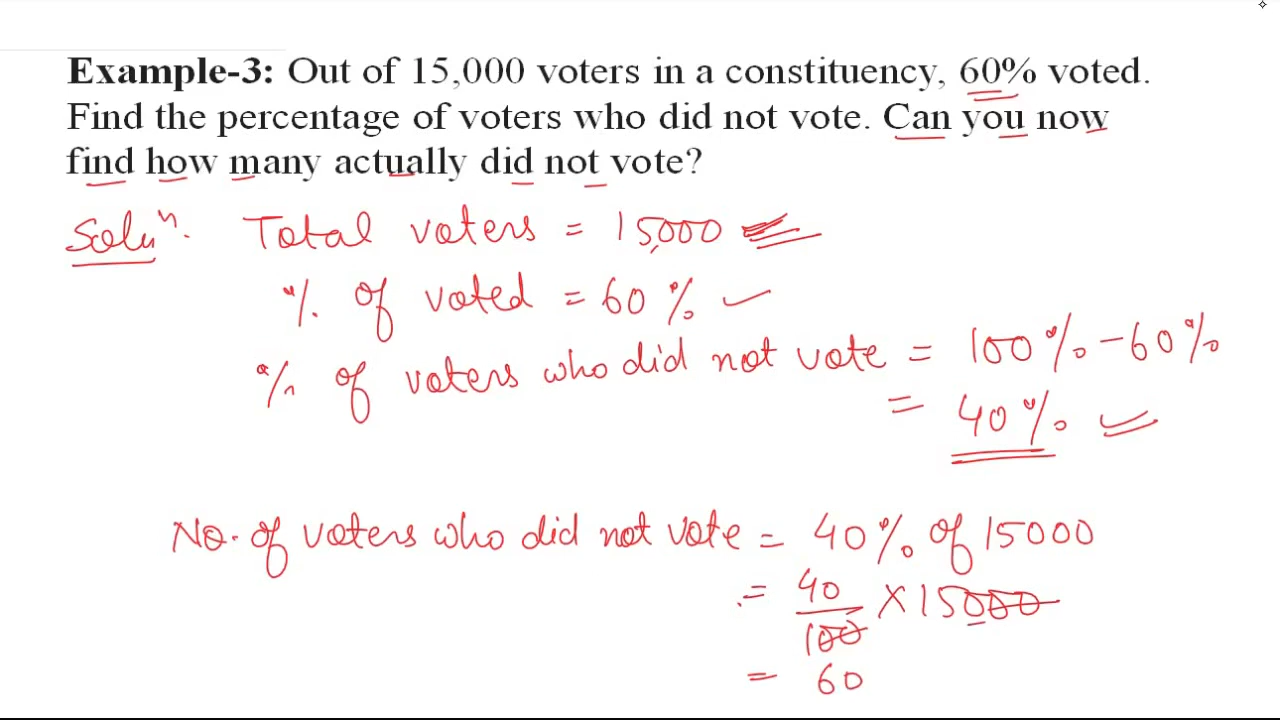 Example-3: Out of 15,000 voters in a constituency, 60% voted.
Find the percentage of voters who did not vote. Can you now
find how many actually did not vote?
Soluⁿ. Total voters = 15,000
% of voted = 60%
% of voters who did not vote = 100% - 60%
= 40%
No. of voters who did not vote = 40% of 15000
= 40/100 × 15000
= 60